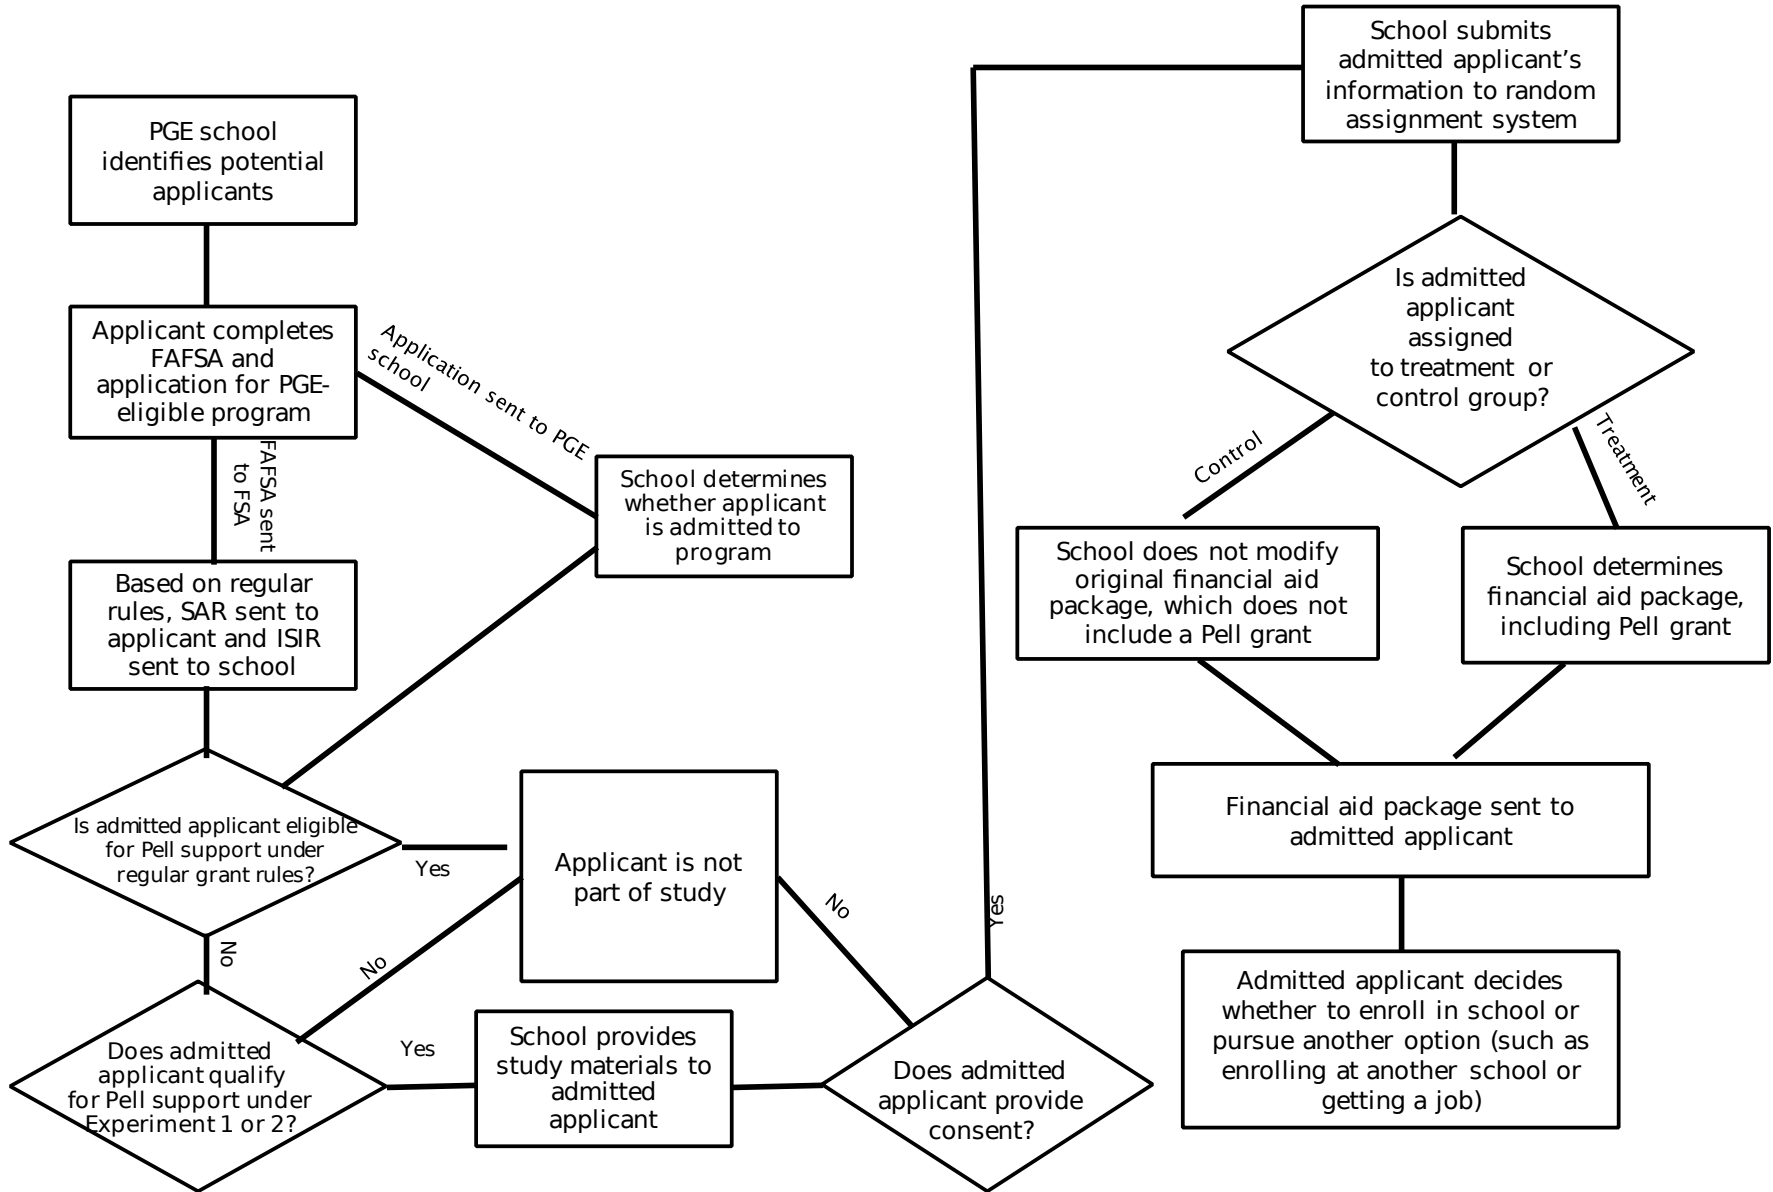 PGE school
identifies potential
applicants
Applicant completes
FAFSA and
application for PGE-
eligible program
Application sent to PGE
school
FAFSA sent
to FSA
School determines
whether applicant
is admitted to
program
Based on regular
rules, SAR sent to
applicant and ISIR
sent to school
Is admitted applicant eligible
for Pell support under
regular grant rules?
Yes
No
Applicant is not
part of study
No
No
Does admitted
applicant qualify
for Pell support under
Experiment 1 or 2?
Yes
School provides
study materials to
admitted
applicant
Does admitted
applicant provide
consent?
Yes
School submits
admitted applicant’s
information to random
assignment system
Is admitted
applicant
assigned
to treatment or
control group?
Control
Treatment
School does not modify
original financial aid
package, which does not
include a Pell grant
School determines
financial aid package,
including Pell grant
Financial aid package sent to
admitted applicant
Admitted applicant decides
whether to enroll in school or
pursue another option (such as
enrolling at another school or
getting a job)